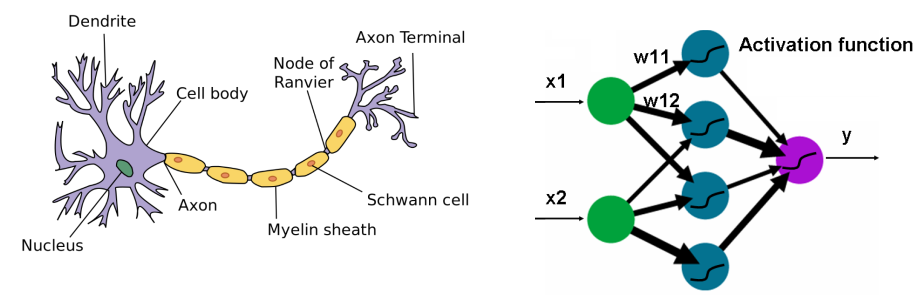 Dendrite
Axon Terminal
Node of
Ranvier
Cell body
Axon
Schwann cell
Myelin sheath
Nucleus
Activation function
w11
x1
w12
y
x2